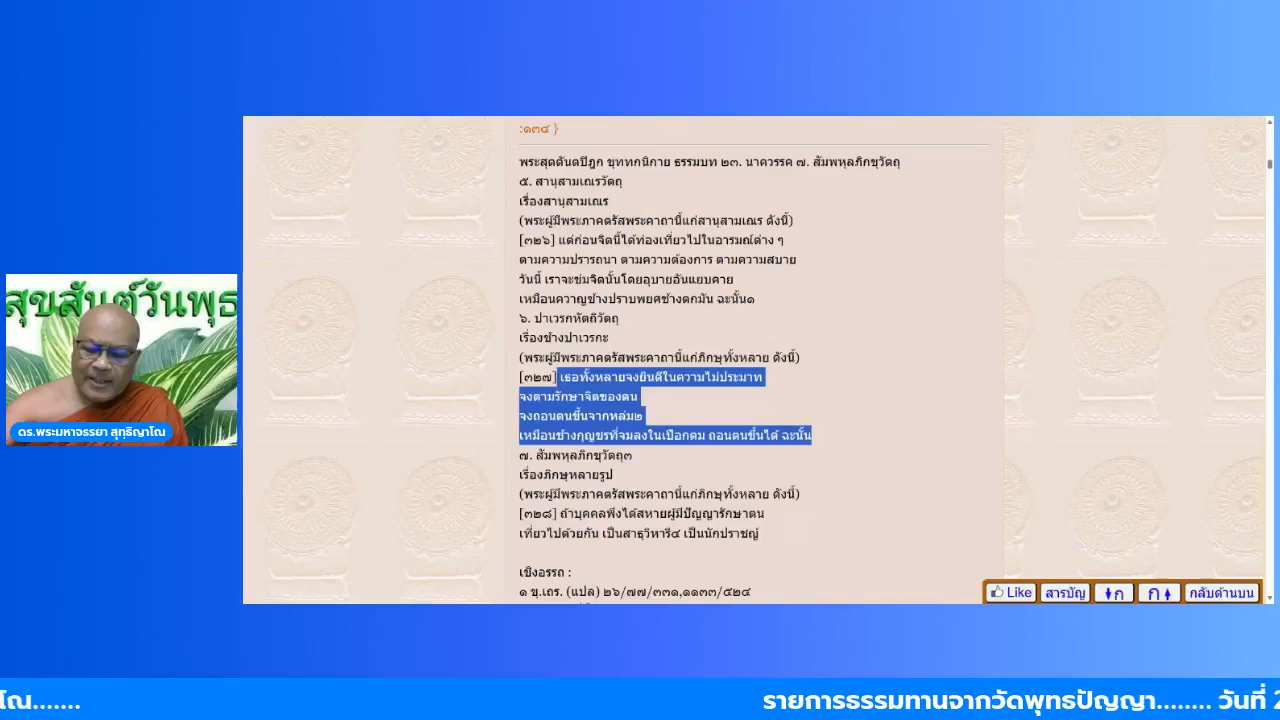 :๑๓๔ }
พระสุตตันตปิฎก ขุททกนิกาย ธรรมบท ๒๓. นาควรรค ๗. สัมพหุลภิกขุวัตถุ
๕. สานุสามเณรวัตถุ
เรื่องสานุสามเณร
(พระผู้มีพระภาคตรัสพระคาถานี้แก่สานุสามเณร ดังนี้)
[๓๒๖] แต่ก่อนจิตนี้ได้ท่องเที่ยวไปในอารมณ์ต่าง ๆ
ตามความปรารถนา ตามความต้องการ ตามความสบาย
วันนี้ เราจะข่มจิตนั้นโดยอุบายอันแยบคาย
เหมือนควาญช้างปราบพยศช้างตกมัน ฉะนั้น๑
๖. ปาเวรกหัตถิวัตถุ
เรื่องช้างปาเวรกะ
(พระผู้มีพระภาคตรัสพระคาถานี้แก่ภิกษุทั้งหลาย ดังนี้)
[๓๒๗] เธอทั้งหลายจงยินดีในความไม่ประมาท
จงตามรักษาจิตของตน
จงถอนตนขึ้นจากหล่ม๒
เหมือนช้างกุญชรที่จมลงในเปือกตม ถอนตนขึ้นได้ ฉะนั้น
๗. สัมพหุลภิกขุวัตถุ๓
เรื่องภิกษุหลายรูป
(พระผู้มีพระภาคตรัสพระคาถานี้แก่ภิกษุทั้งหลาย ดังนี้)
[๓๒๘] ถ้าบุคคลพึงได้สหายผู้มีปัญญารักษาตน
เที่ยวไปด้วยกัน เป็นสาธุวิหารี๔ เป็นนักปราชญ์
เชิงอรรถ :
๑ ขุ.เถร. (แปล) ๒๖/๗๗/๓๓๑,๑๑๓๓/๕๒๔
Like สารบัญ ก ก กลับด้านบน
สุขสันต์วันพุธ
ดร.พระมหาจรรยา สุทฺธิญาโณ
โณ....... รายการธรรมทานจากวัดพุทธปัญญา........ วันที่ 2